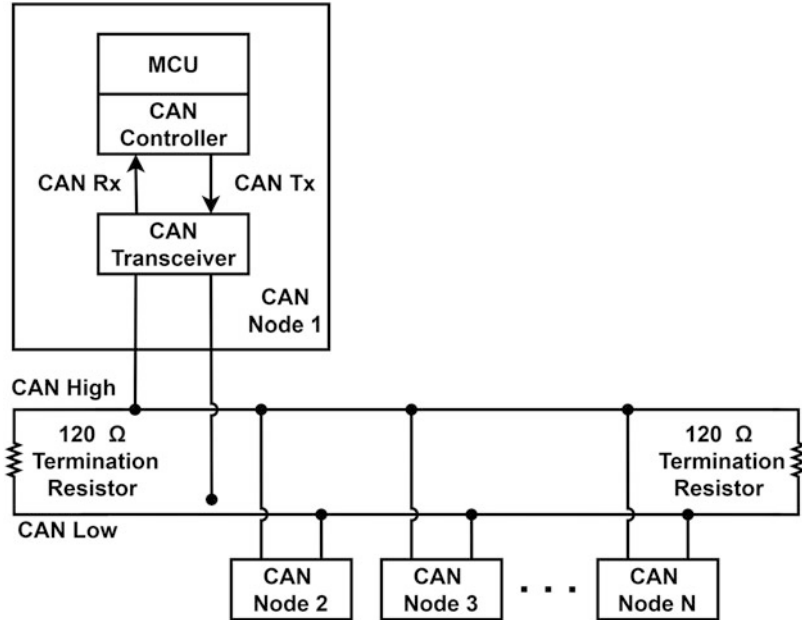 MCU
CAN
Controller
CAN Rx
CAN Tx
CAN
Transceiver
CAN
Node 1
CAN High
120 Ω
Termination
Resistor
120 Ω
Termination
Resistor
CAN Low
CAN
Node 2
CAN
Node 3
. . .
CAN
Node N